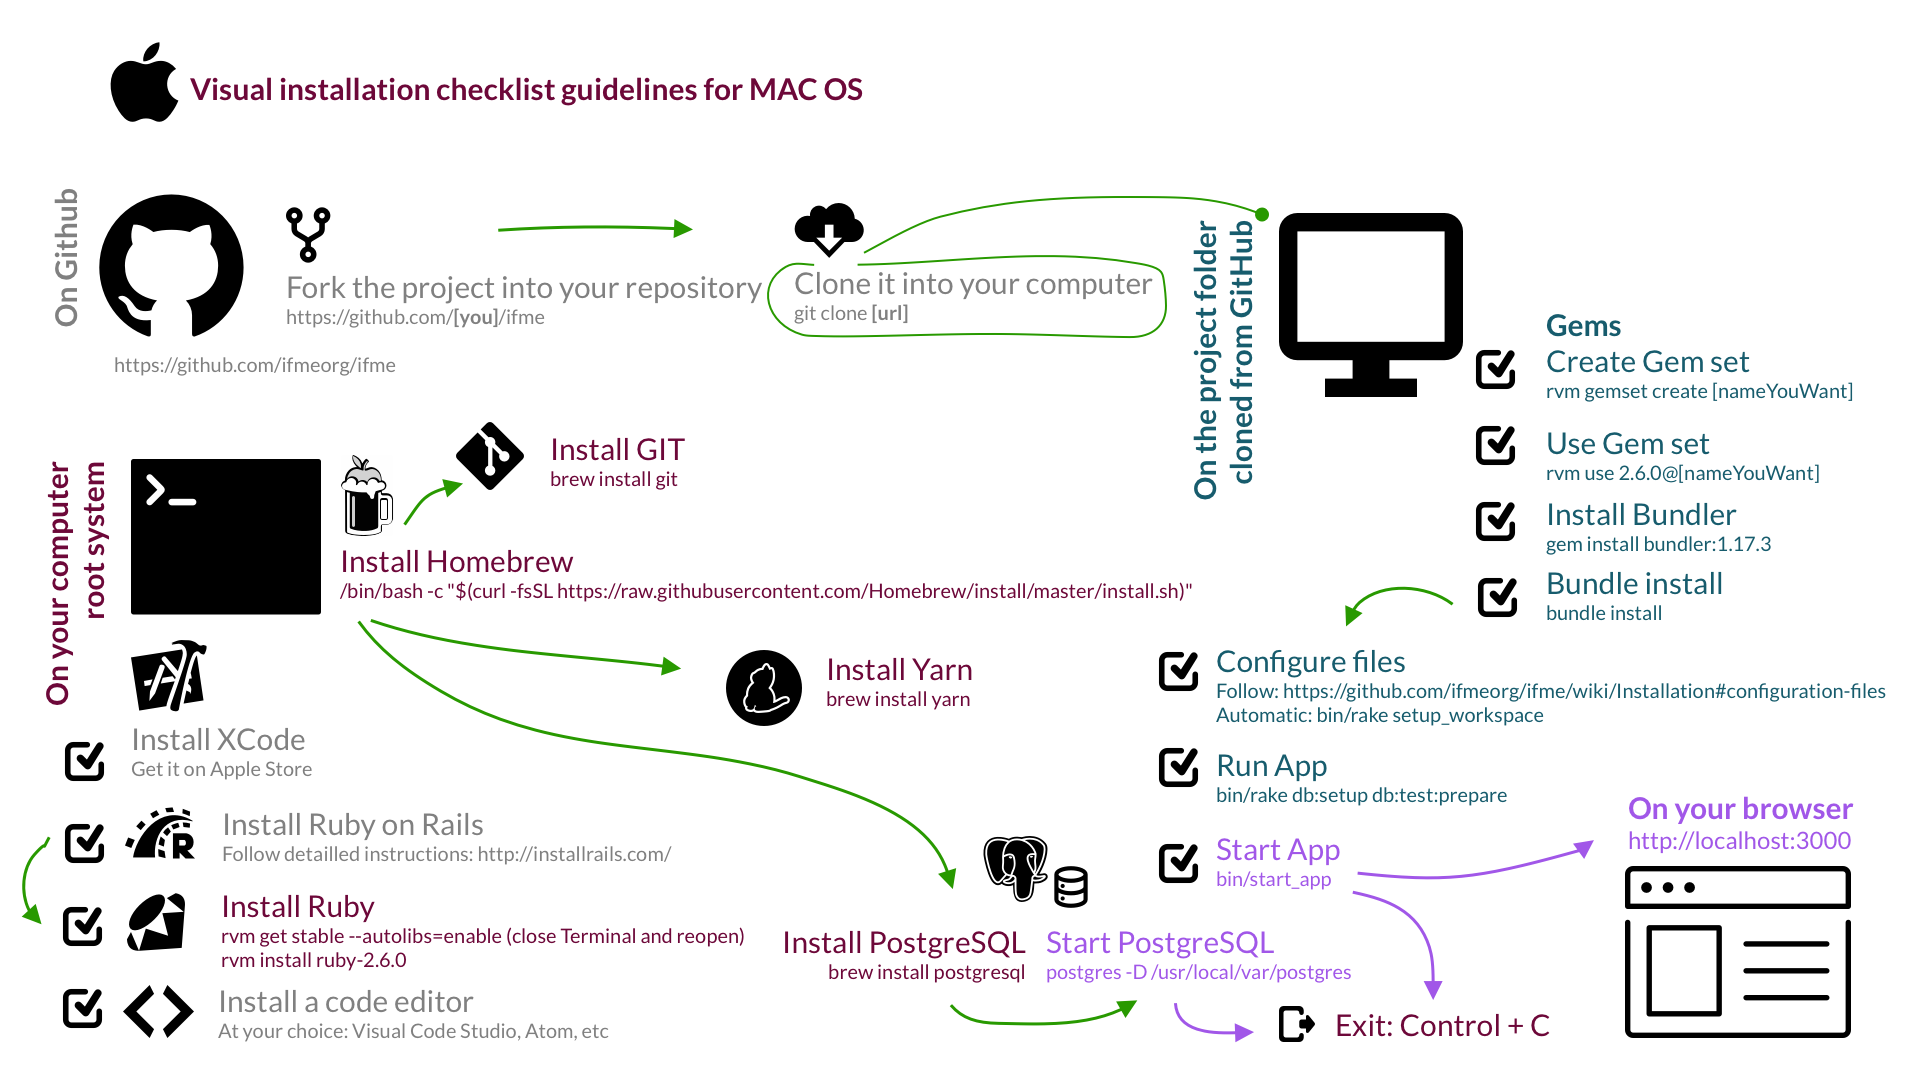 Visual installation checklist guidelines for MAC OS
On Github
Fork the project into your repository
https://github.com/[you]/ifme
https://github.com/ifmeorg/ifme
Clone it into your computer
git clone [url]
On the project folder
cloned from GitHub
Gems
Create Gem set
rvm gemset create [nameYouWant]
Use Gem set
rvm use 2.6.0@[nameYouWant]
Install Bundler
gem install bundler:1.17.3
Bundle install
bundle install
Configure files
Follow: https://github.com/ifmeorg/ifme/wiki/Installation#configuration-files
Automatic: bin/rake setup_workspace
Run App
bin/rake db:setup db:test:prepare
Start App
bin/start_app
On your browser
http://localhost:3000
On your computer
root system
Install GIT
brew install git
Install Homebrew
/bin/bash -c "$(curl -fsSL https://raw.githubusercontent.com/Homebrew/install/master/install.sh)"
Install Yarn
brew install yarn
Install XCode
Get it on Apple Store
Install Ruby on Rails
Follow detailled instructions: http://installrails.com/
R
Install Ruby
rvm get stable --autolibs=enable (close Terminal and reopen)
rvm install ruby-2.6.0
Install a code editor
At your choice: Visual Code Studio, Atom, etc
Install PostgreSQL
brew install postgresql
Start PostgreSQL
postgres -D /usr/local/var/postgres
Exit: Control + C